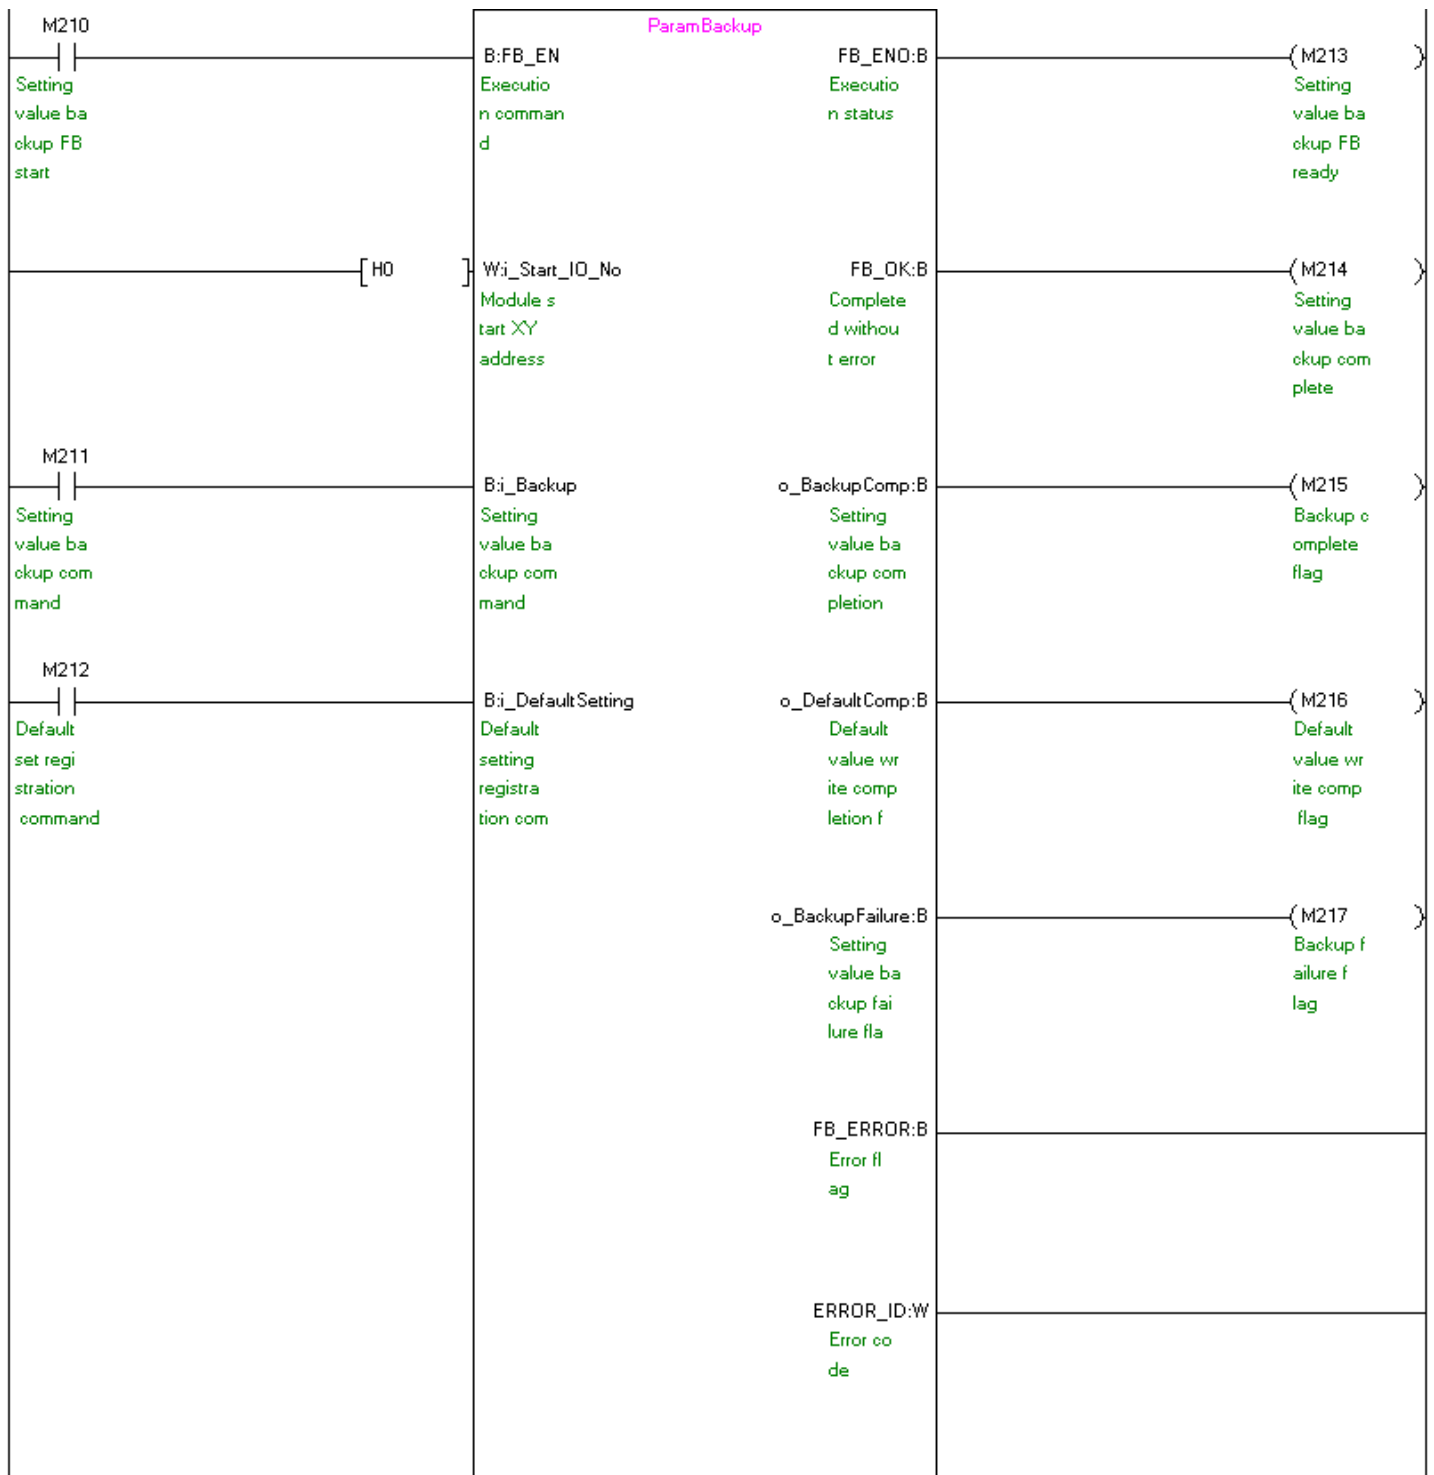 ParamBackup
M210
B:FB_EN
FB_ENO:B
M213
Setting
value ba
ckup FB
start
Executio
n comman
d
Executio
n status
Setting
value ba
ckup FB
ready
H0
W:i_Start_IO_No
FB_OK:B
M214
Module s
tart XY
address
Complete
d withou
t error
Setting
value ba
ckup com
plete
M211
B:i_Backup
o_BackupComp:B
M215
Setting
value ba
ckup com
mand
Setting
value ba
ckup com
mand
Setting
value ba
ckup com
pletion
Backup c
omplete
flag
M212
B:i_DefaultSetting
o_DefaultComp:B
M216
Default
set regi
stration
command
Default
setting
registra
tion com
Default
value wr
ite comp
letion f
Default
value wr
ite comp
flag
o_BackupFailure:B
M217
Setting
value ba
ckup fai
lure fla
Backup f
ailure f
lag
FB_ERROR:B
Error fl
ag
ERROR_ID:W
Error co
de